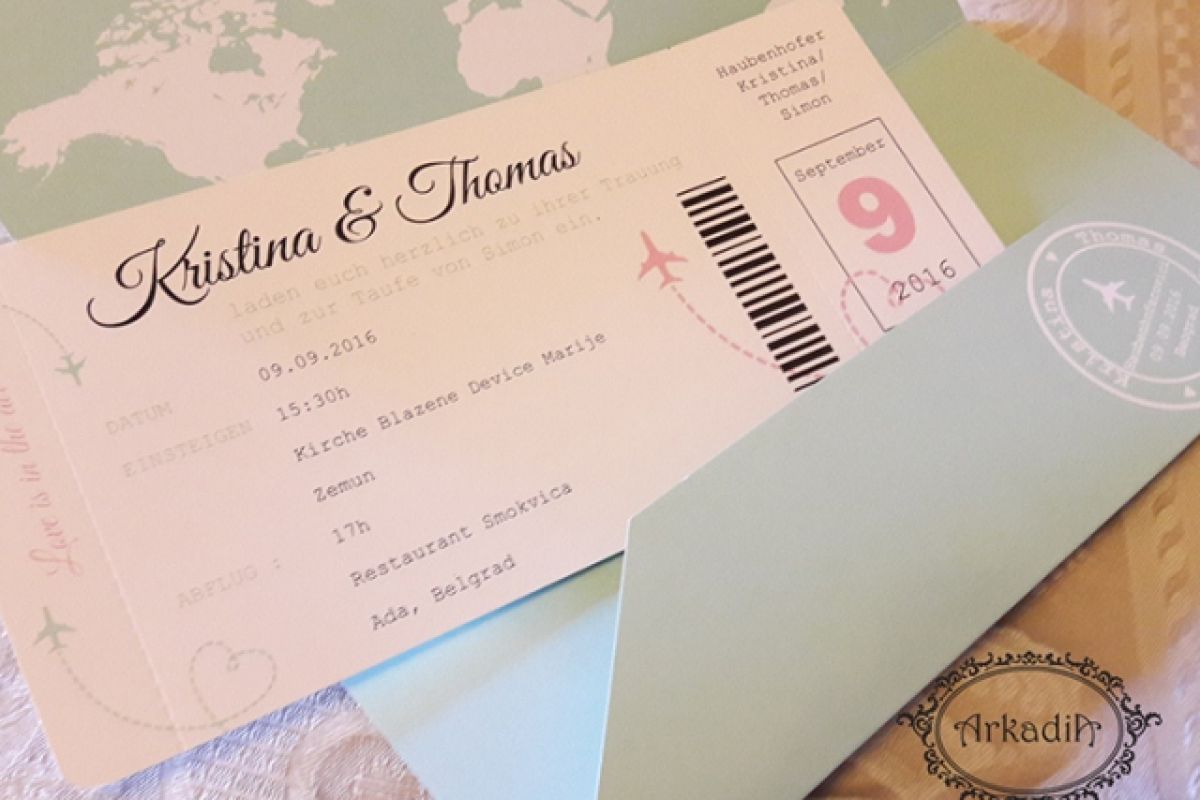 Kristina & Thomas
laden euch herzlich zu ihrer Trauung
und zur Taufe von Simon ein.
DATUM 09.09.2016
EINSTEIGEN 15:30h
Kirche Blazene Device Marije
Zemun
ABFLUG : 17h
Restaurant Smokvica
Ada, Belgrad
Love is in the air
Haubenhofer
Kristina/
Thomas/
Simon
September
9
2016
Thomas
Kristina
09.09.2016
ArkadiA